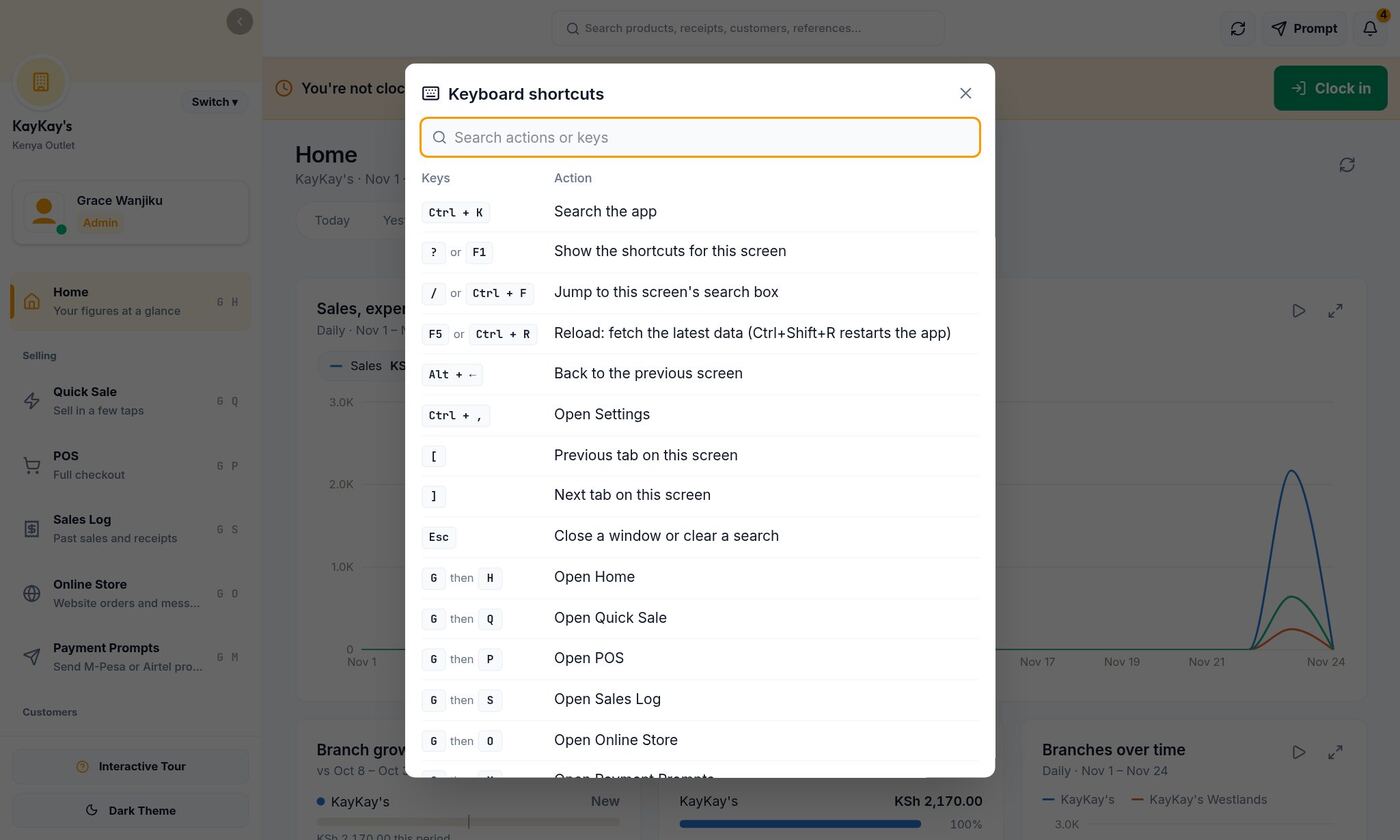 Search products, receipts, customers, references...
Prompt
4
You're not cloc
Clock in
Switch ▾
KayKay's
Kenya Outlet
Grace Wanjiku
Admin
Home
Your figures at a glance
G H
Selling
Quick Sale
Sell in a few taps
G Q
POS
Full checkout
G P
Sales Log
Past sales and receipts
G S
Online Store
Website orders and mess...
G O
Payment Prompts
Send M-Pesa or Airtel pro...
G M
Customers
Interactive Tour
Dark Theme
Home
KayKay's · Nov 1
Today
Sales, exper
Daily · Nov 1 –
Sales
3.0K
2.0K
1.0K
0
Nov 1
Nov 17
Nov 19
Nov 21
Nov 24
Keyboard shortcuts
Search actions or keys
Keys Action
Ctrl + K Search the app
? or F1 Show the shortcuts for this screen
/ or Ctrl + F Jump to this screen's search box
F5 or Ctrl + R Reload: fetch the latest data (Ctrl+Shift+R restarts the app)
Alt + ← Back to the previous screen
Ctrl + , Open Settings
[ Previous tab on this screen
] Next tab on this screen
Esc Close a window or clear a search
G then H Open Home
G then Q Open Quick Sale
G then P Open POS
G then S Open Sales Log
G then O Open Online Store
Open Payment Prompts
Branch grow
vs Oct 8 – Oct
KayKay's New
KSh 2,170.00 this period
KayKay's KSh 2,170.00
100%
Branches over time
Daily · Nov 1 – Nov 24
KayKay's KayKay's Westlands
3.0K